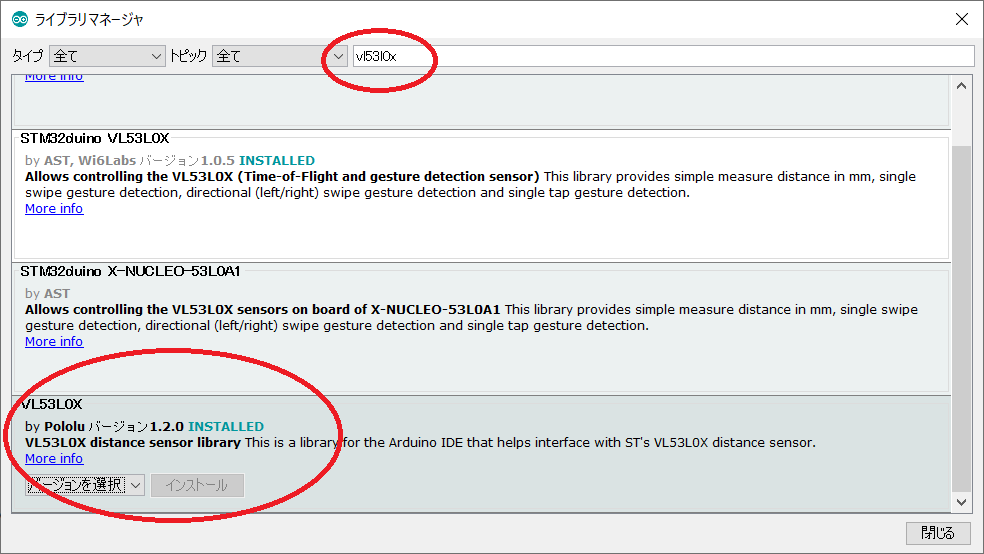 ライブラリマネージャ
タイプ 全て トピック 全て vl53l0x
More info
STM32duino VL53L0X
by AST, Wi6Labs バージョン1.0.5 INSTALLED
Allows controlling the VL53L0X (Time-of-Flight and gesture detection sensor) This library provides simple measure distance in mm, single
swipe gesture detection, directional (left/right) swipe gesture detection and single tap gesture detection.
More info
STM32duino X-NUCLEO-53L0A1
by AST
Allows controlling the VL53L0X sensors on board of X-NUCLEO-53L0A1 This library provides simple measure distance in mm, single swipe
gesture detection, directional (left/right) swipe gesture detection and single tap gesture detection.
More info
VL53L0X
by Pololu バージョン1.2.0 INSTALLED
VL53L0X distance sensor library This is a library for the Arduino IDE that helps interface with ST's VL53L0X distance sensor.
More info
バージョンを選択 インストール
閉じる